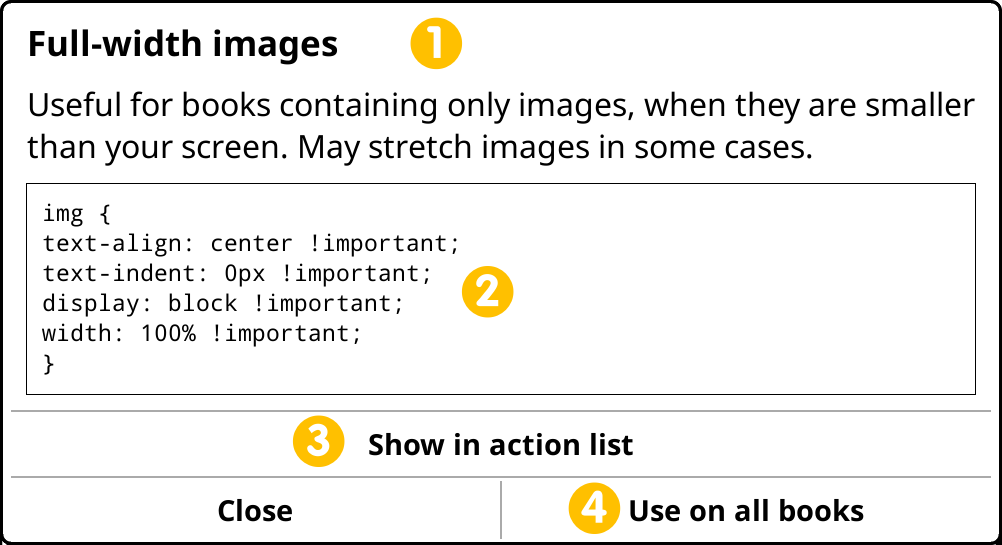 Full-width images 1
Useful for books containing only images, when they are smaller
than your screen. May stretch images in some cases.
img {
text-align: center !important;
text-indent: 0px !important;
display: block !important;
width: 100% !important;
}
2
3 Show in action list
Close
4 Use on all books